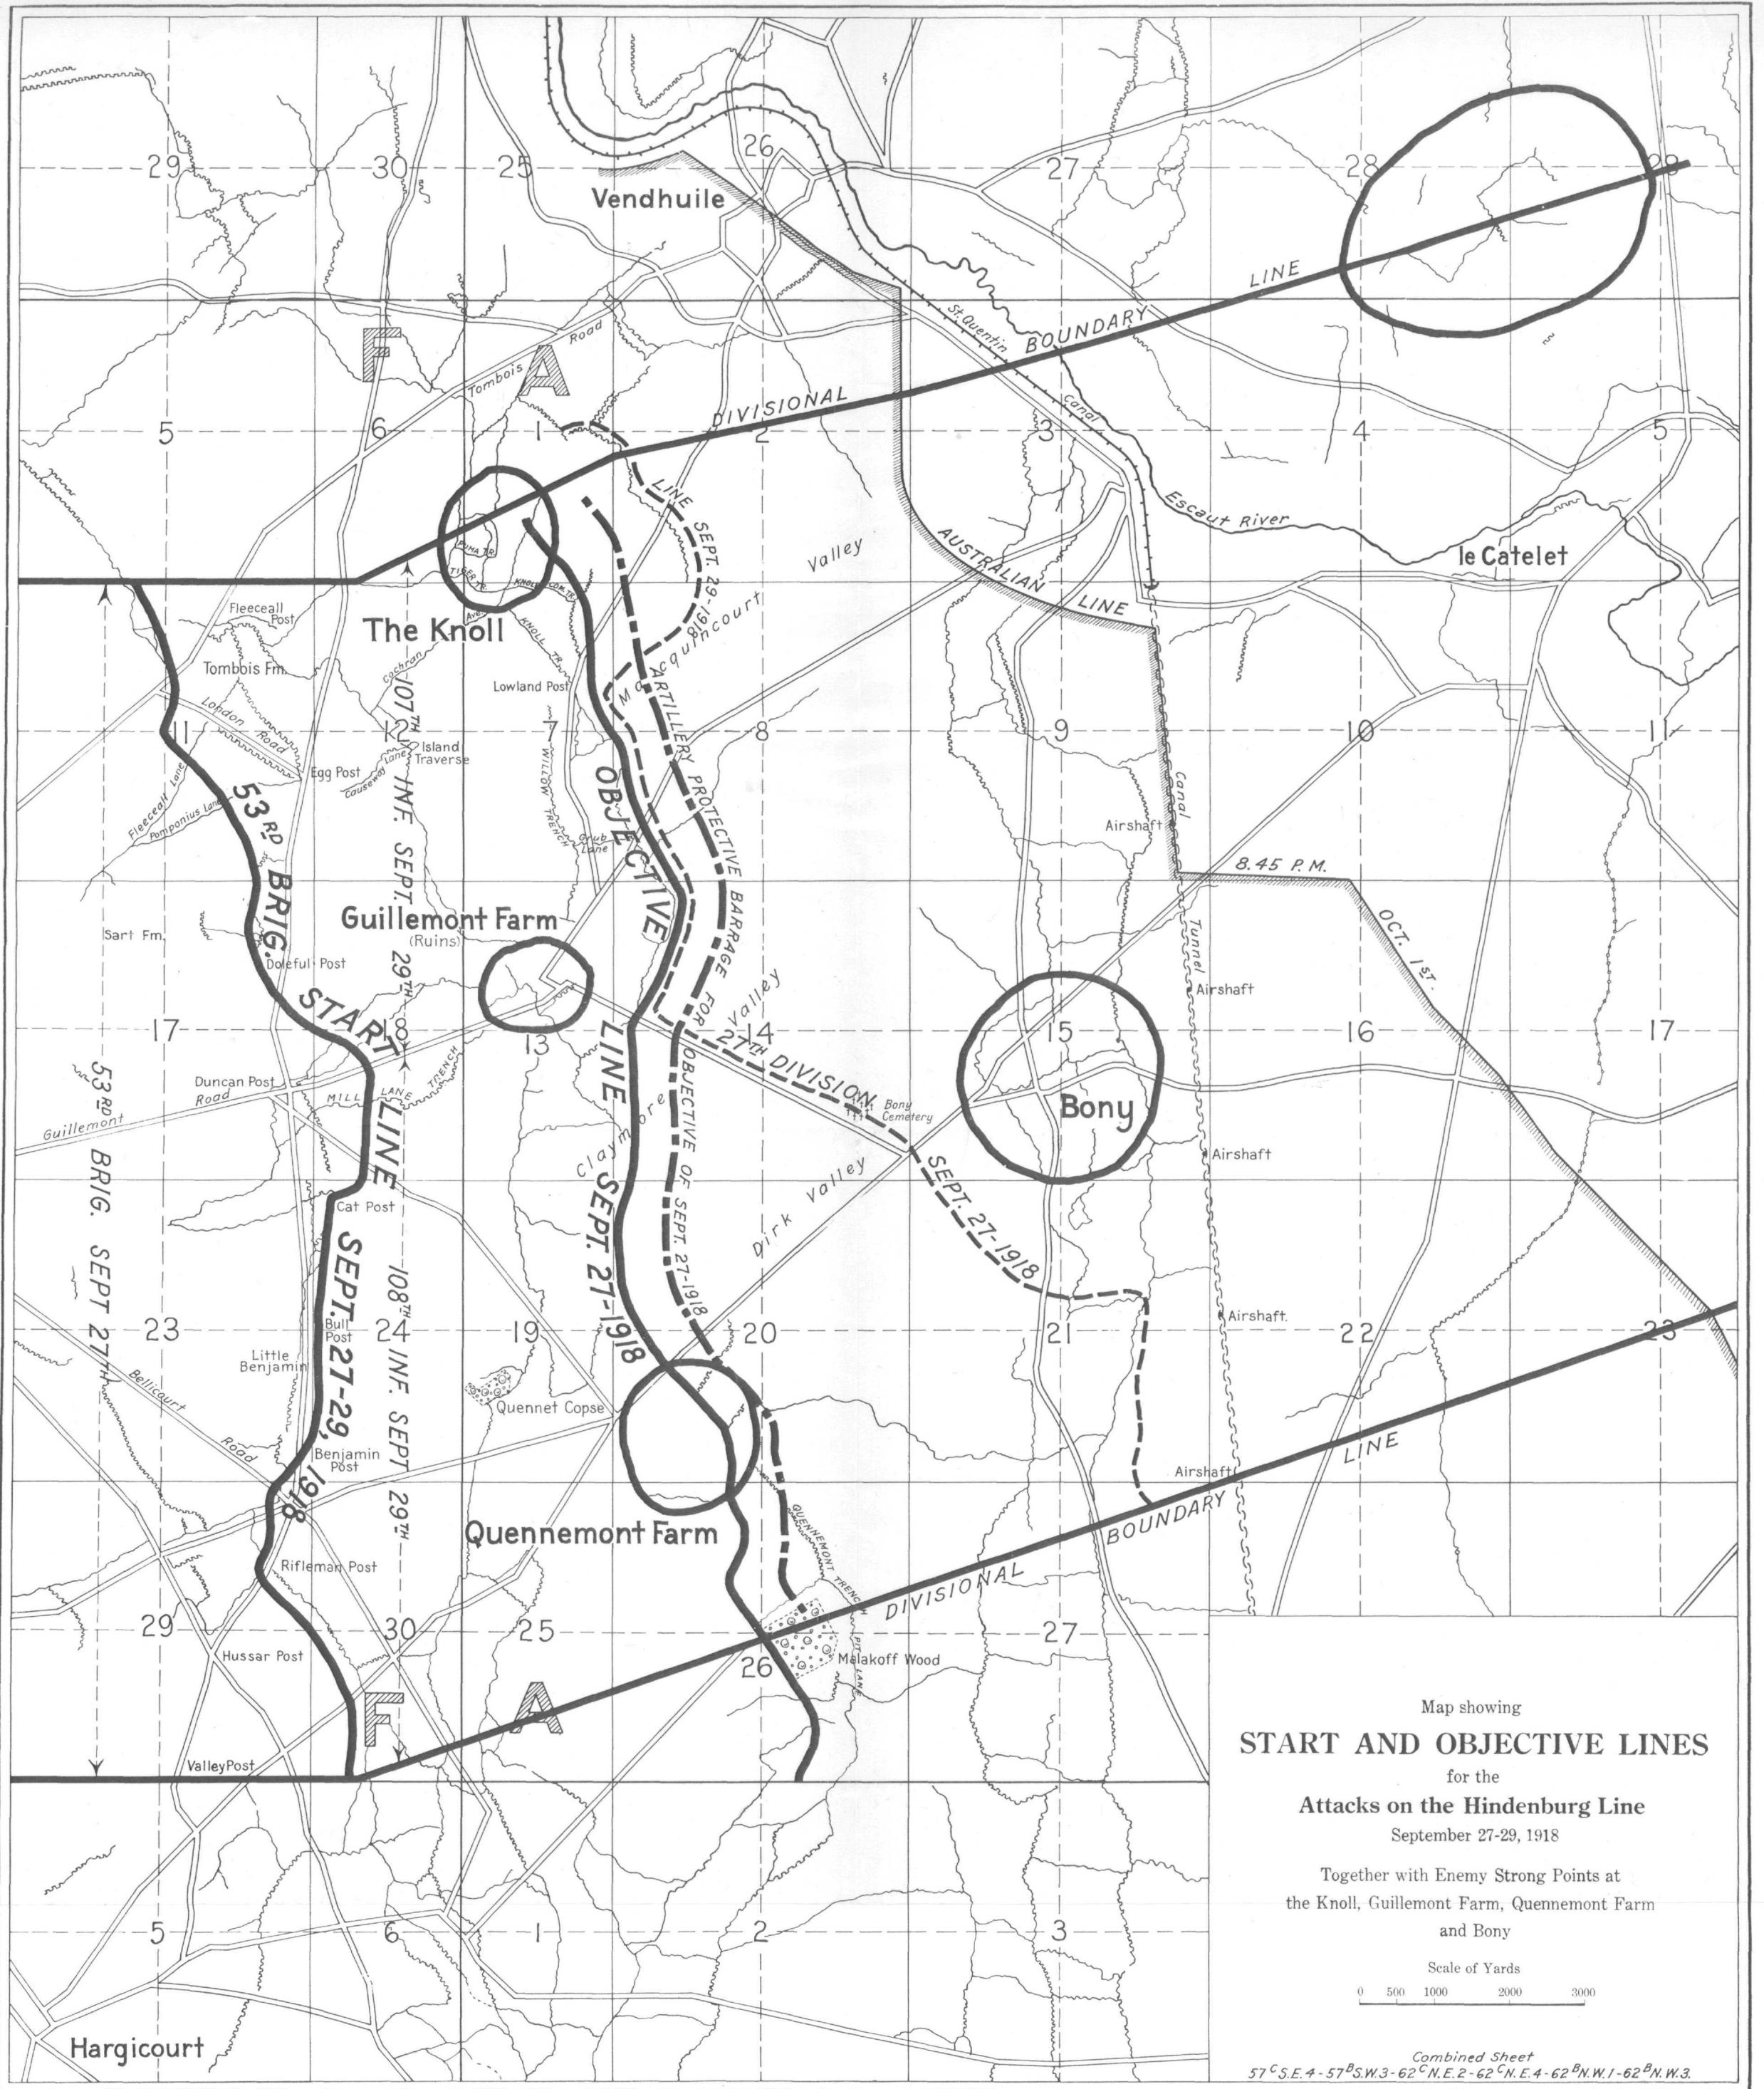 29
30
25
26
27
28
29
Vendhuile
LINE
BOUNDARY
DIVISIONAL
St. Quentin
Canal
F
A
Tombois Road
5
6
1
2
3
4
5
Escaut River
le Catelet
LINE SEPT. 29-1918
Valley
Macquincourt
AUSTRALIAN LINE
PUMA TR.
TIGER TR.
KNOLL COM. TR.
Ave.
KNOLL TR.
The Knoll
Fleeceall
Post
Tombois Fm.
Cochran
Lowland Post
London Road
11
12
7
8
9
10
11
Island
Traverse
Egg Post
Causeway Lane
Fleeceall Lane
Pomponius Lane
WILLOW TRENCH
Grub
Lane
107TH INF. SEPT. 29TH
53RD BRIG. START LINE SEPT. 27-29, 1918
OBJECTIVE LINE SEPT. 27-1918
ARTILLERY PROTECTIVE BARRAGE FOR OBJECTIVE OF SEPT. 27-1918
Canal
Airshaft
8.45 P.M.
OCT. 1ST.
Guillemont Farm
(Ruins)
Sart Fm.
Doleful Post
Tunnel
Airshaft
Valley
17
18
13
14
15
16
17
27TH DIVISION SEPT. 27-1918
Duncan Post
Guillemont Road
MILL LANE TRENCH
Bony
Cemetery
Bony
Claymore
Dirk Valley
Airshaft
Cat Post
53RD BRIG. SEPT 27TH
108TH INF. SEPT 29TH
23
24
19
20
21
22
23
Bull
Post
Little
Benjamin
Airshaft.
Bellicourt Road
Quennet Copse
Benjamin
Post
Airshaft
LINE
BOUNDARY
DIVISIONAL
Quennemont Farm
QUENNEMONT TRENCH
Rifleman Post
29
30
25
26
27
Hussar Post
Malakoff Wood
PIT LANE
F
A
Valley Post
5
6
1
2
3
Hargicourt
Map showing
START AND OBJECTIVE LINES
for the
Attacks on the Hindenburg Line
September 27-29, 1918
Together with Enemy Strong Points at
the Knoll, Guillemont Farm, Quennemont Farm
and Bony
Scale of Yards
0 500 1000 2000 3000
Combined Sheet
57C S.E.4-57B S.W.3-62C N.E.2-62C N.E.4-62B N.W.1-62B N.W.3.